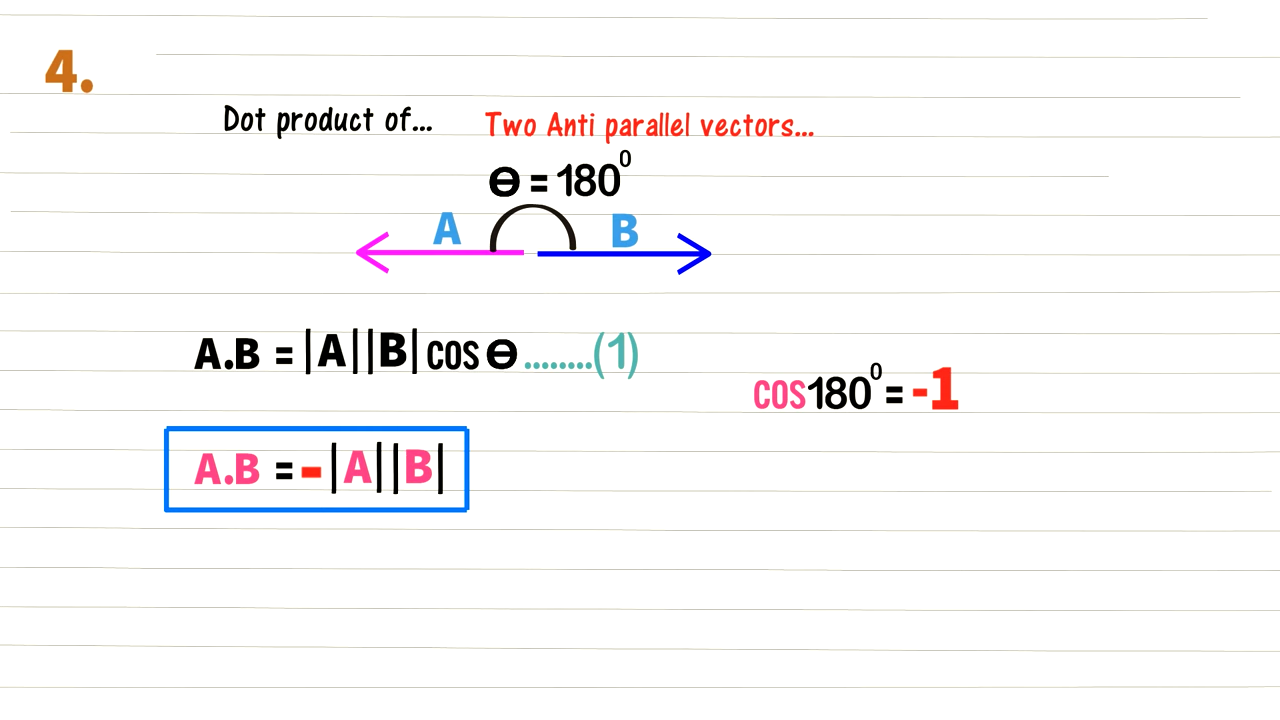 4.
Dot product of... Two Anti parallel vectors...
Ɵ = 180⁰
A B
A.B = |A||B| cos Ɵ ........(1)
cos180⁰ = -1
A.B = -|A||B|